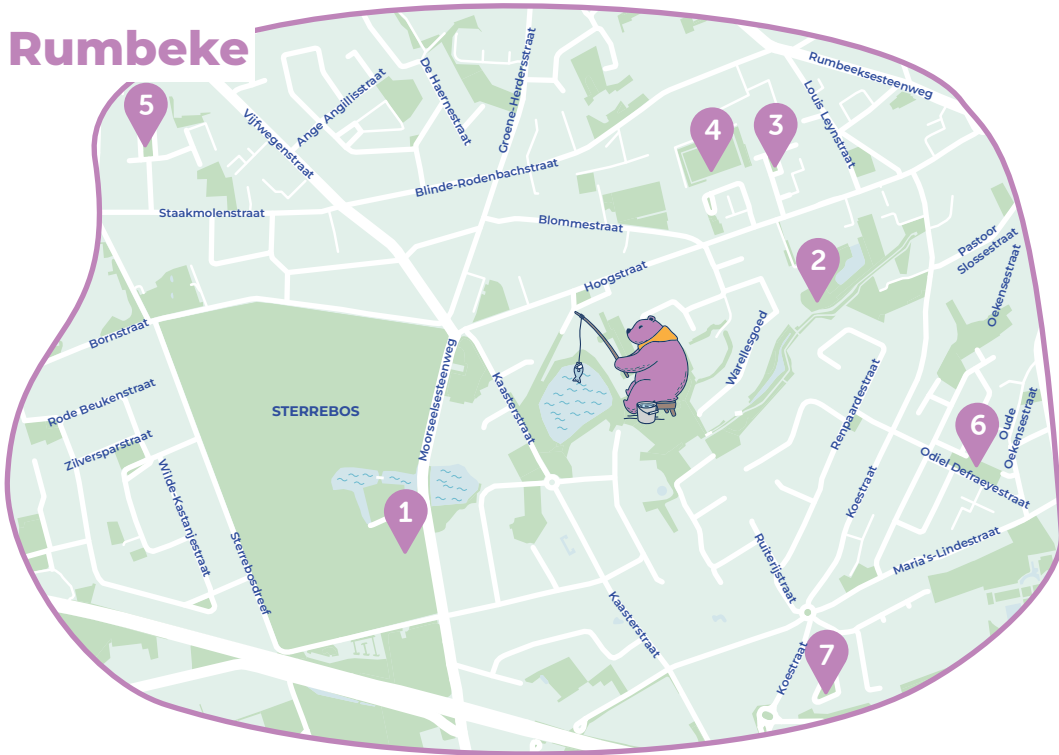 Rumbeke
5
Vijfwegenstraat
Ange Angillisstraat
De Haernestraat
Groene-Herdersstraat
Rumbeeksesteenweg
4
3
Louis Leynstraat
Blinde-Rodenbachstraat
Staakmolenstraat
Blommestraat
Hoogstraat
2
Pastoor
Slossestraat
Oekensestraat
Bornstraat
Rode Beukenstraat
Zilversparstraat
STERREBOS
Moorseelsesteenweg
Kaasterstraat
Warellesgoed
Renpaardestraat
6
Oude
Oekensestraat
Odiel Defraeyestraat
Koestraat
Wilde-Kastanjestraat
Sterrebosdreef
1
Ruiterijstraat
Maria's-Lindestraat
Kaasterstraat
Koestraat
7